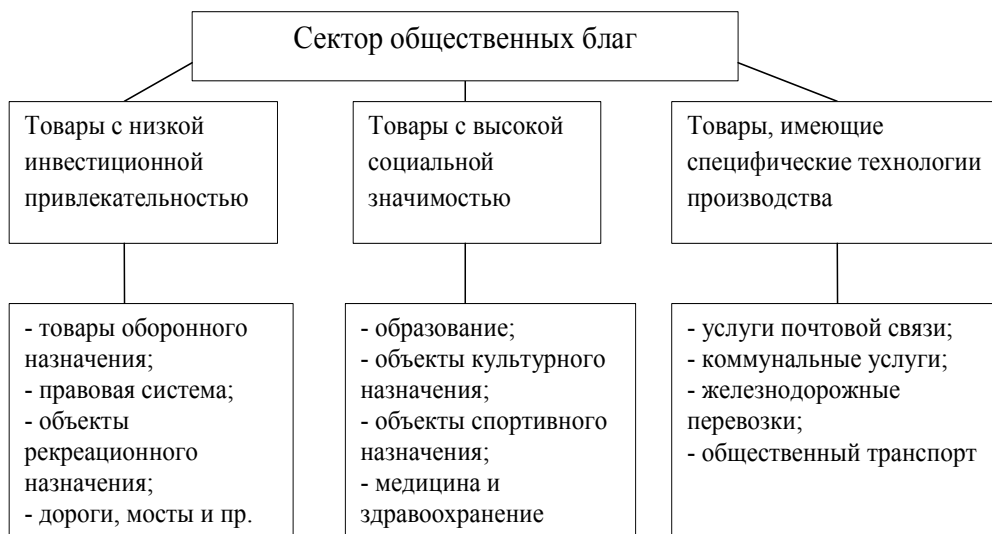 Сектор общественных благ
Товары с низкой
инвестиционной
привлекательностью
Товары с высокой
социальной
значимостью
Товары, имеющие
специфические технологии
производства
- товары оборонного
назначения;
- правовая система;
- объекты
рекреационного
назначения;
- дороги, мосты и пр.
- образование;
- объекты культурного
назначения;
- объекты спортивного
назначения;
- медицина и
здравоохранение
- услуги почтовой связи;
- коммунальные услуги;
- железнодорожные
перевозки;
- общественный транспорт